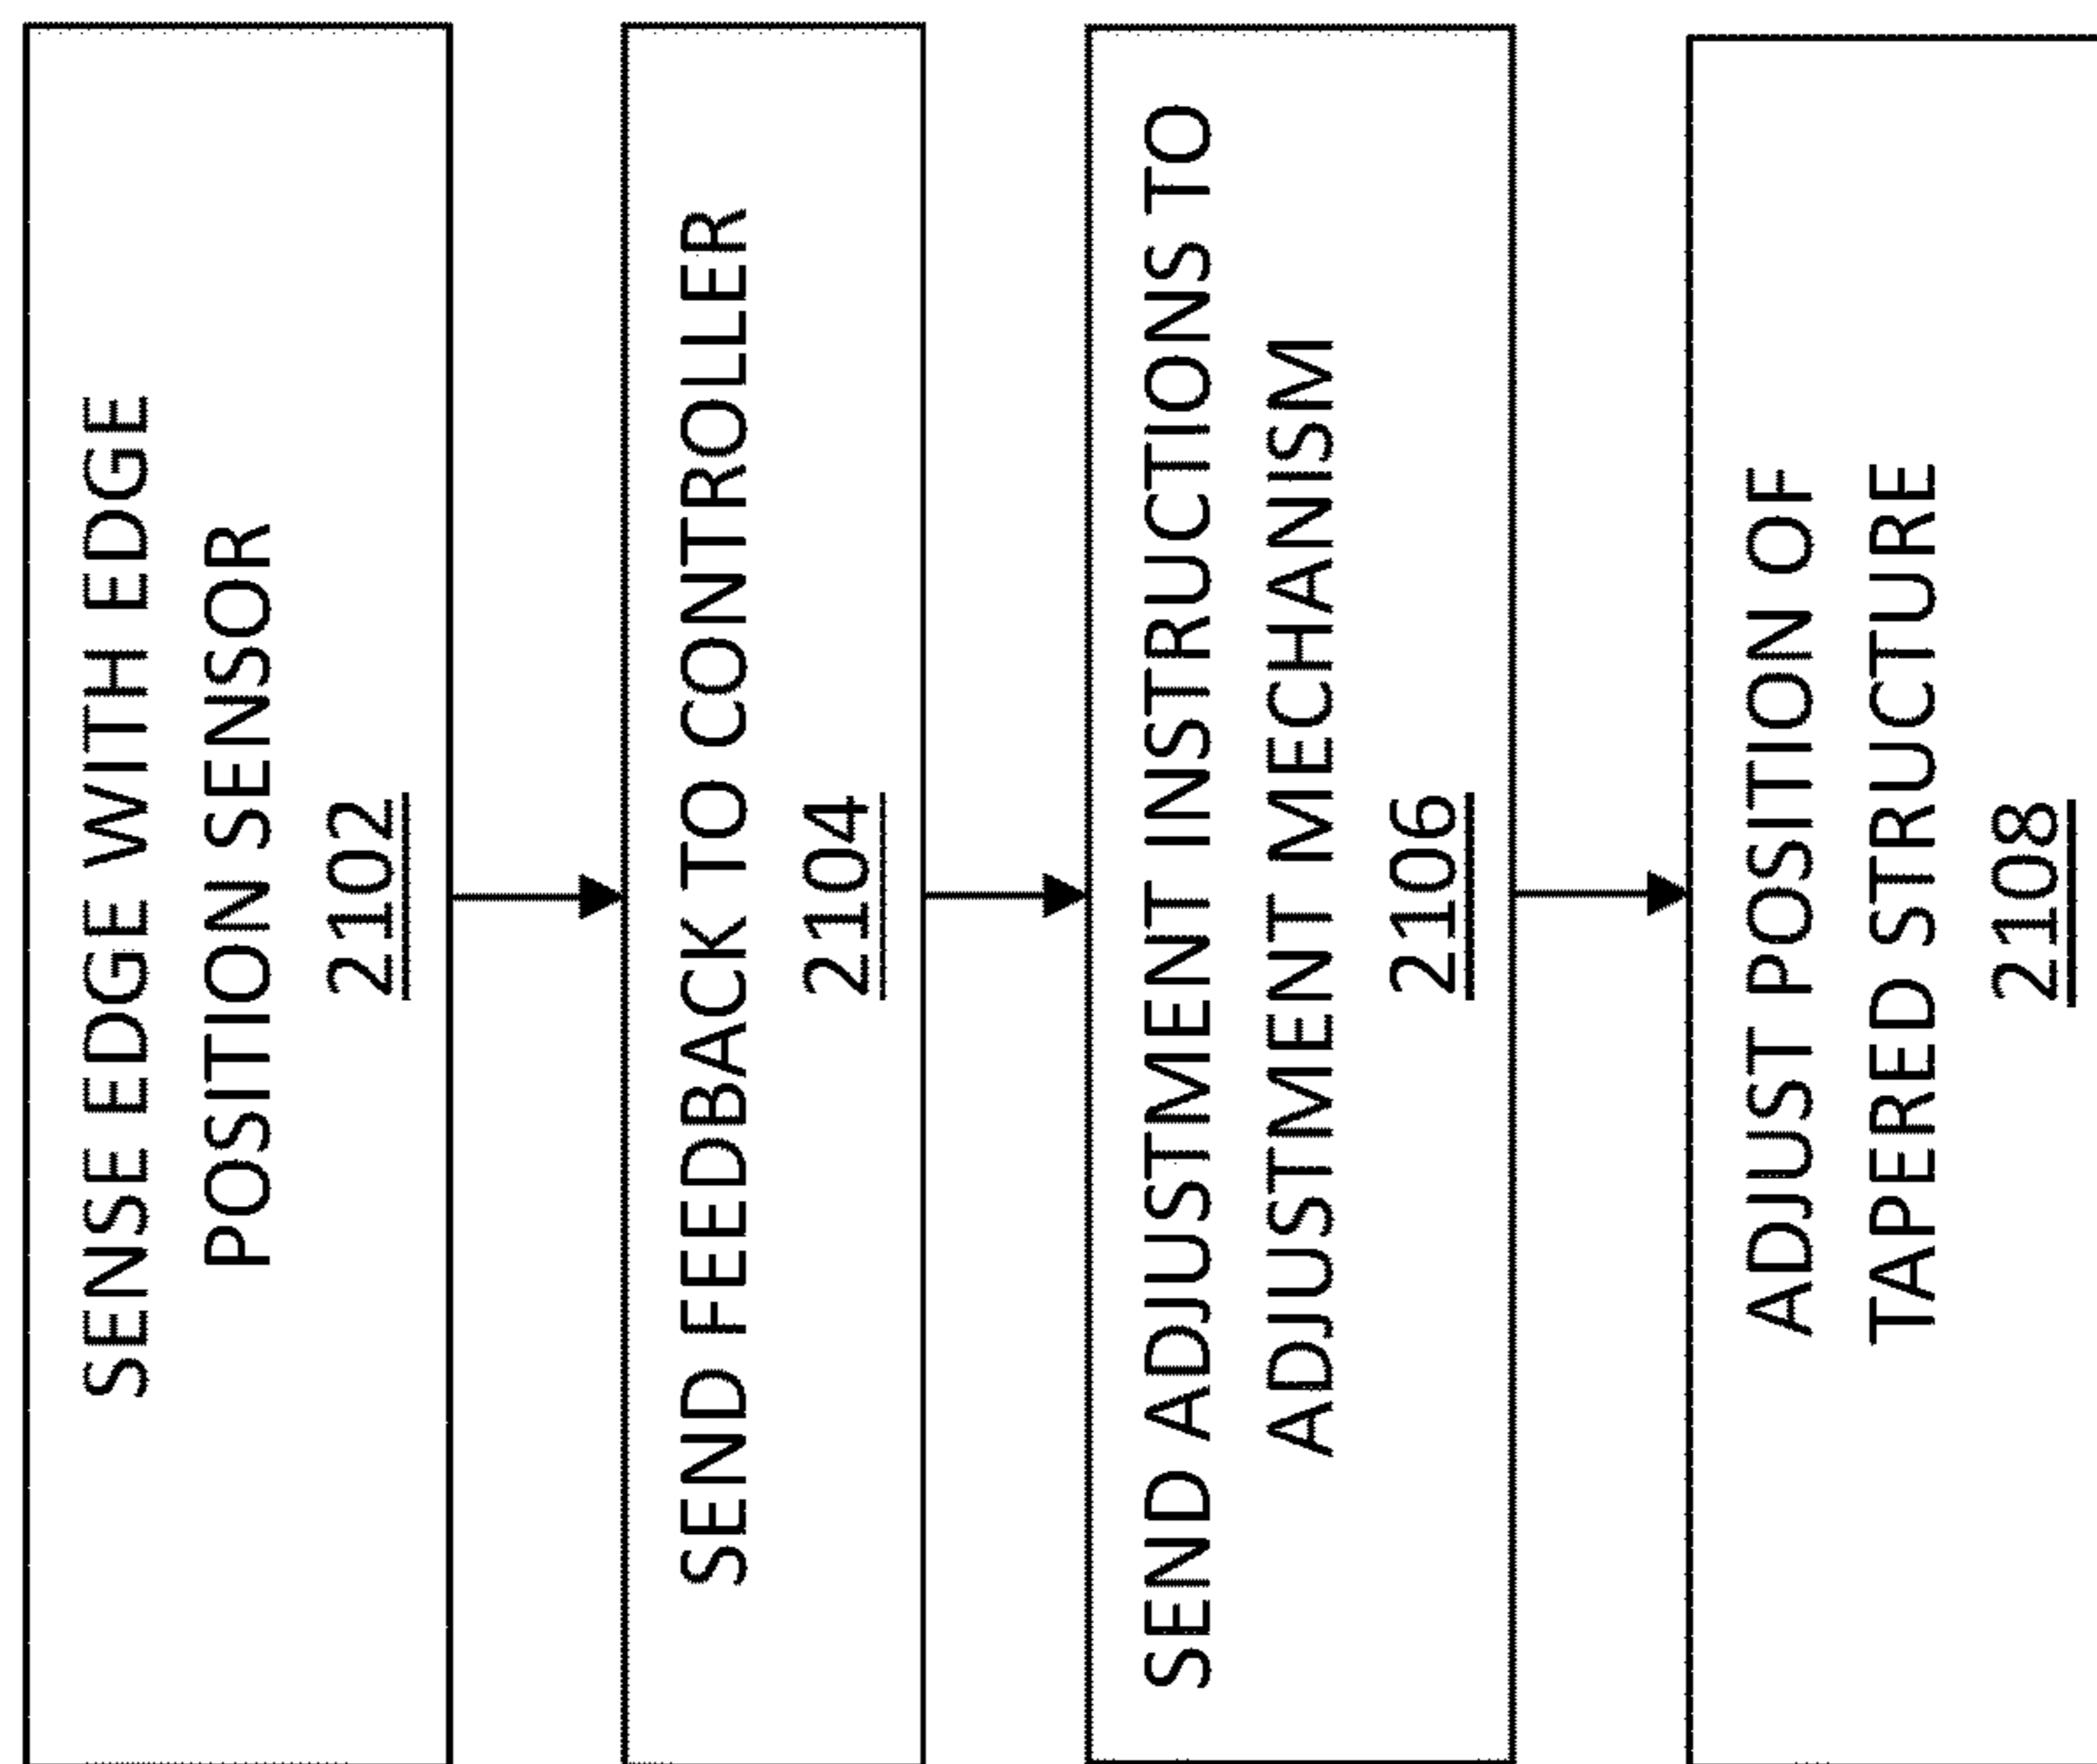 SENSE EDGE WITH EDGE
POSITION SENSOR
2102
SEND FEEDBACK TO CONTROLLER
2104
SEND ADJUSTMENT INSTRUCTIONS TO
ADJUSTMENT MECHANISM
2106
ADJUST POSITION OF
TAPERED STRUCTURE
2108